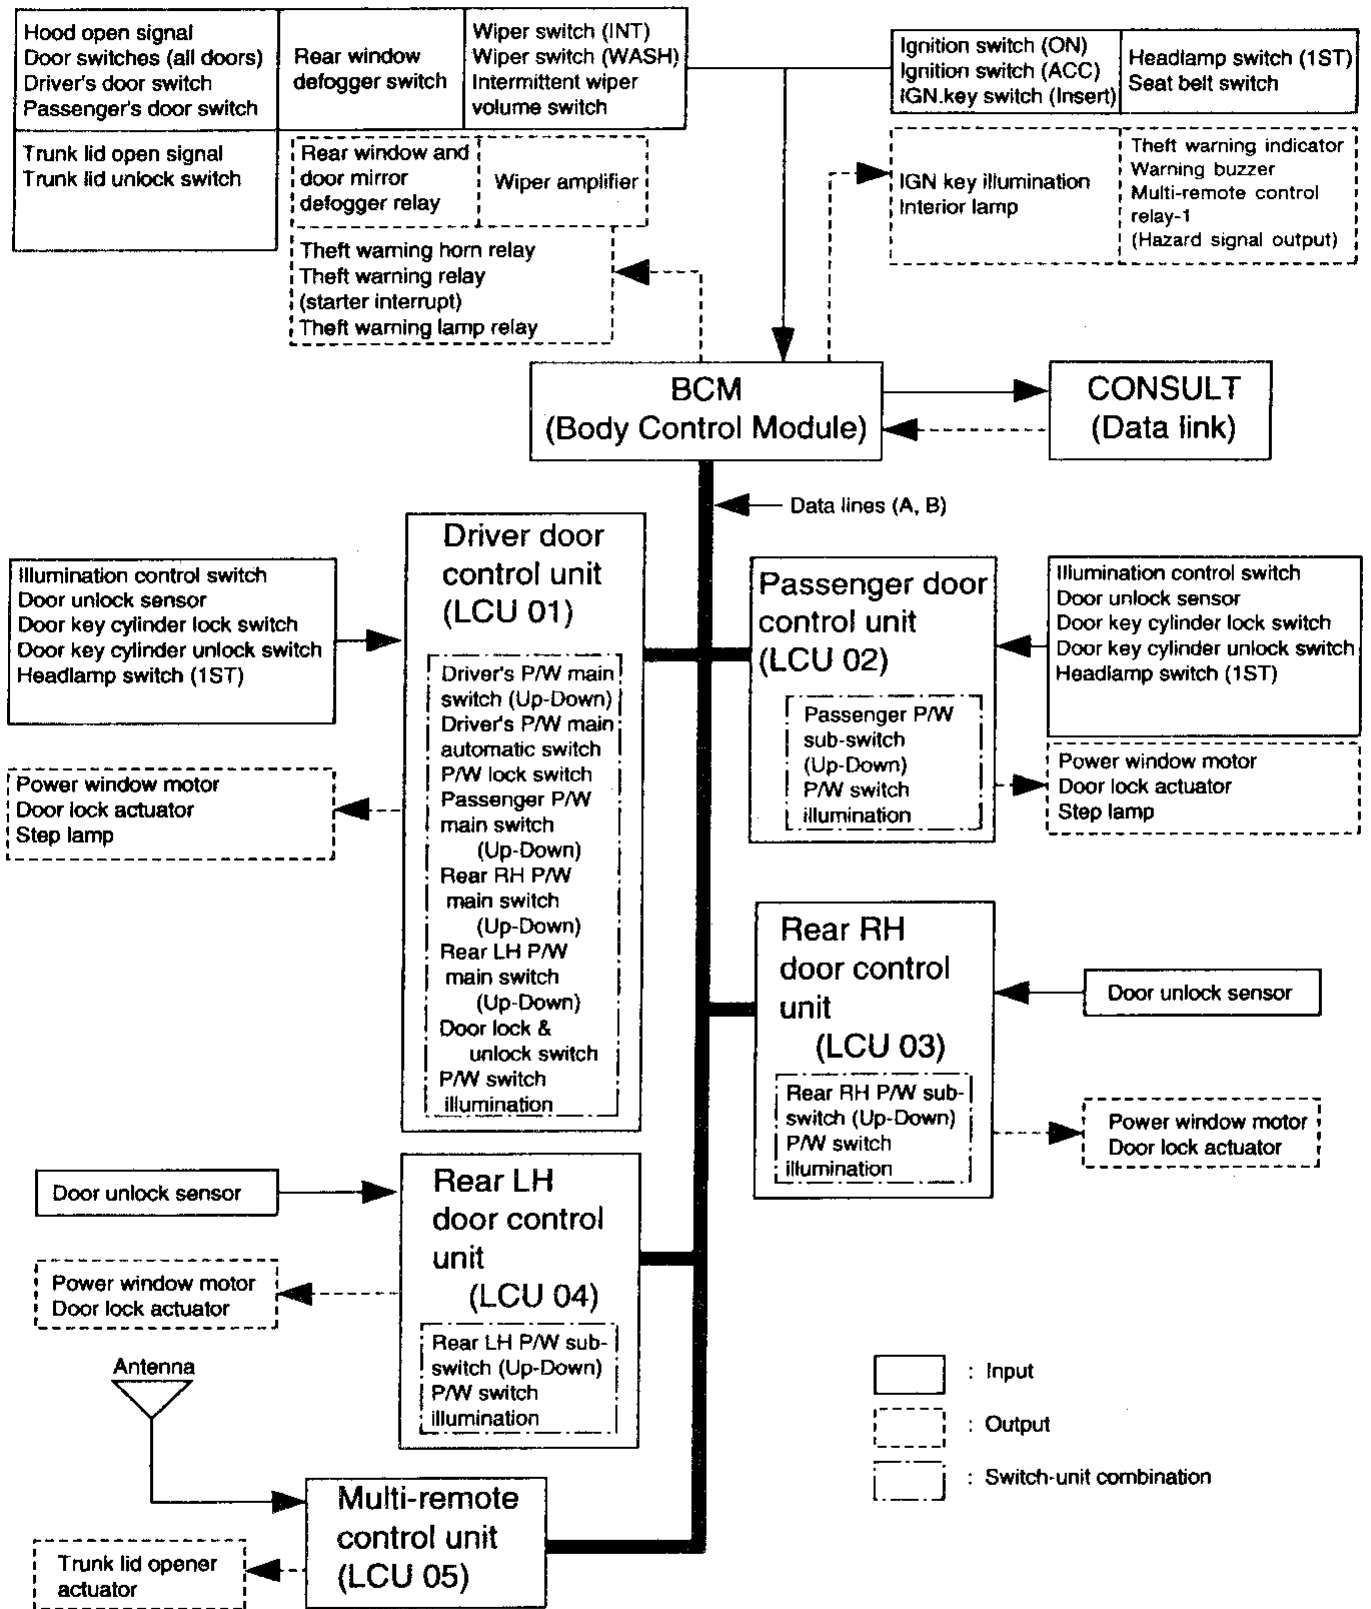 Hood open signal
Door switches (all doors)
Driver's door switch
Passenger's door switch
Rear window
defogger switch
Wiper switch (INT)
Wiper switch (WASH)
Intermittent wiper
volume switch
Ignition switch (ON)
Ignition switch (ACC)
IGN.key switch (Insert)
Headlamp switch (1ST)
Seat belt switch
Trunk lid open signal
Trunk lid unlock switch
Rear window and
door mirror
defogger relay
Wiper amplifier
IGN key illumination
Interior lamp
Theft warning indicator
Warning buzzer
Multi-remote control
relay-1
(Hazard signal output)
Theft warning horn relay
Theft warning relay
(starter interrupt)
Theft warning lamp relay
BCM
(Body Control Module)
CONSULT
(Data link)
Data lines (A, B)
Driver door
control unit
(LCU 01)
Illumination control switch
Door unlock sensor
Door key cylinder lock switch
Door key cylinder unlock switch
Headlamp switch (1ST)
Driver's P/W main
switch (Up-Down)
Driver's P/W main
automatic switch
P/W lock switch
Passenger P/W
main switch
(Up-Down)
Rear RH P/W
main switch
(Up-Down)
Rear LH P/W
main switch
(Up-Down)
Door lock &
unlock switch
P/W switch
illumination
Power window motor
Door lock actuator
Step lamp
Passenger door
control unit
(LCU 02)
Passenger P/W
sub-switch
(Up-Down)
P/W switch
illumination
Illumination control switch
Door unlock sensor
Door key cylinder lock switch
Door key cylinder unlock switch
Headlamp switch (1ST)
Power window motor
Door lock actuator
Step lamp
Rear RH
door control
unit
(LCU 03)
Rear RH P/W sub-
switch (Up-Down)
P/W switch
illumination
Door unlock sensor
Power window motor
Door lock actuator
Rear LH
door control
unit
(LCU 04)
Rear LH P/W sub-
switch (Up-Down)
P/W switch
illumination
Door unlock sensor
Power window motor
Door lock actuator
Antenna
Multi-remote
control unit
(LCU 05)
Trunk lid opener
actuator
: Input
: Output
: Switch-unit combination